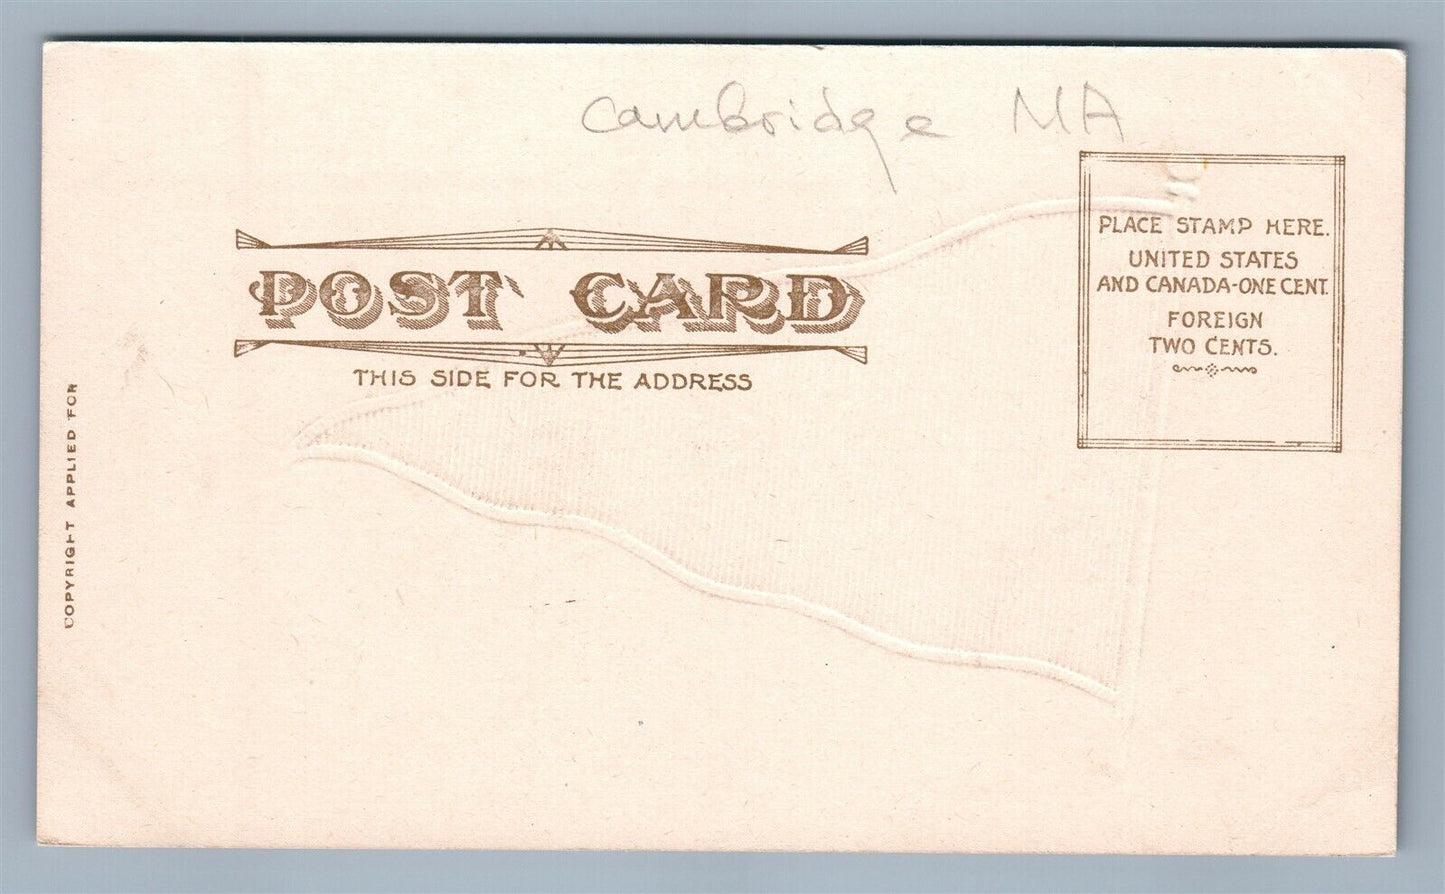 Cambridge MA
POST CARD
THIS SIDE FOR THE ADDRESS
PLACE STAMP HERE.
UNITED STATES
AND CANADA-ONE CENT.
FOREIGN
TWO CENTS.
COPYRIGHT APPLIED FOR